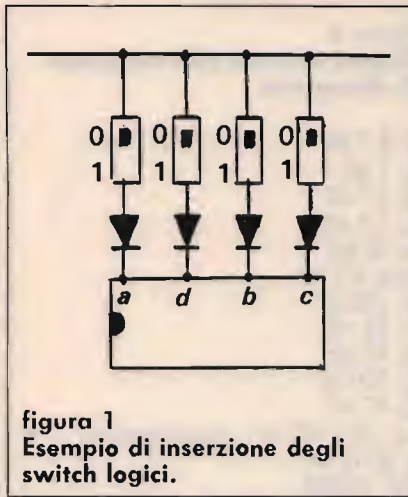 0 0 0 0
1 1 1 1
a d b c
figura 1
Esempio di inserzione degli
switch logici.